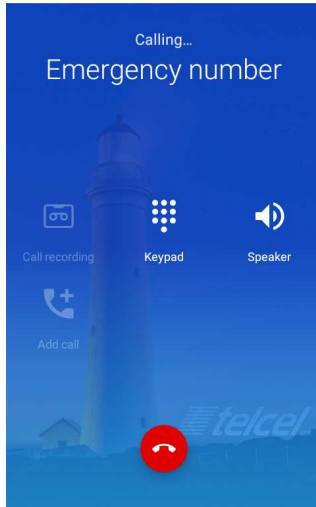 Calling…
Emergency number
Call recording
Keypad
Speaker
Add call
telcel